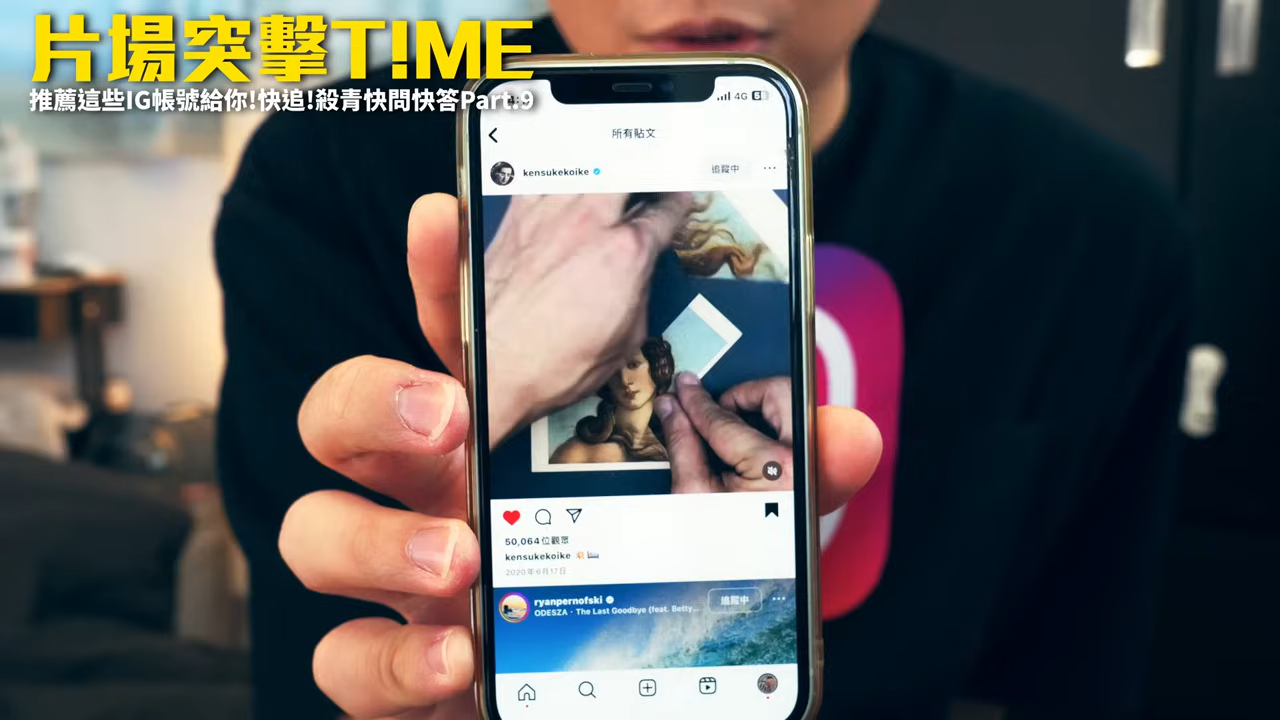 片場突擊T!ME
推薦這些IG帳號給你!快追!殺青快問快答Part.9
4G
所有貼文
kensukekoike
追蹤中
50,064位觀眾
kensukekoike
2020年6月17日
ryanpernofski
追蹤中
ODESZA · The Last Goodbye (feat. Betty...